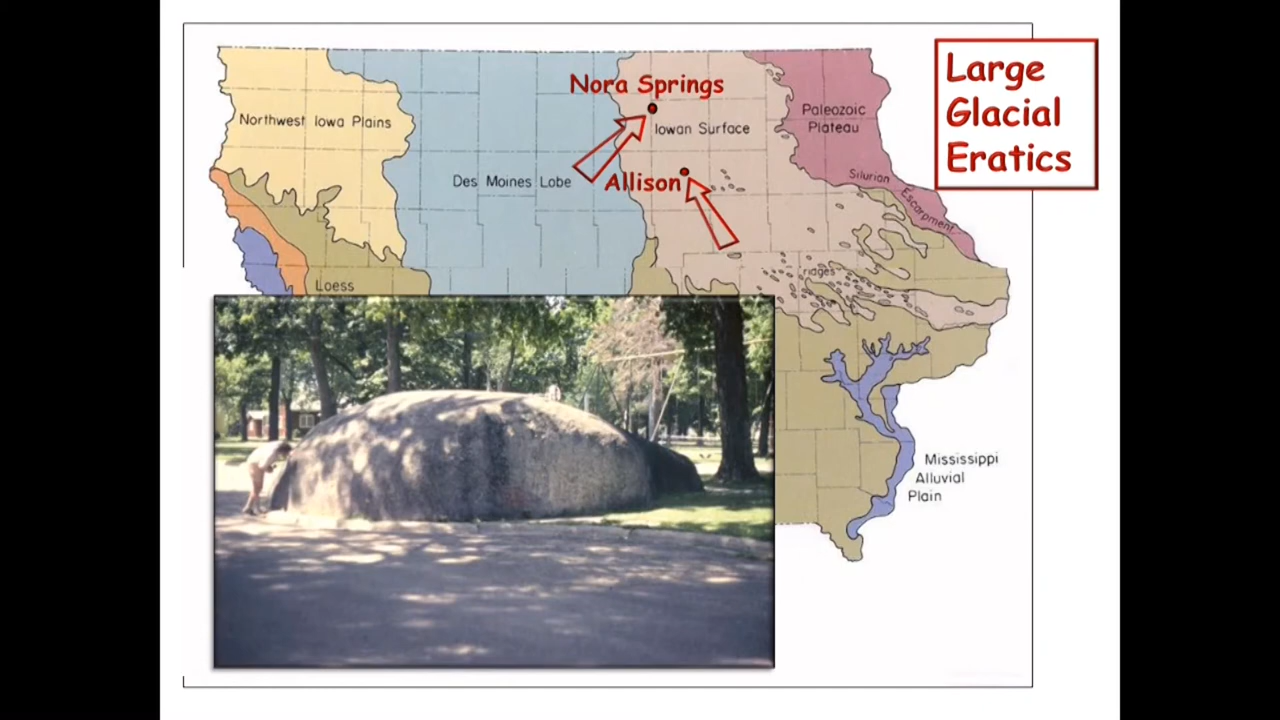 Large
Glacial
Eratics
Nora Springs
Northwest Iowa Plains
Iowan Surface
Paleozoic
Plateau
Des Moines Lobe
Allison
Silurian
Escarpment
ridges
Loess
Mississippi
Alluvial
Plain